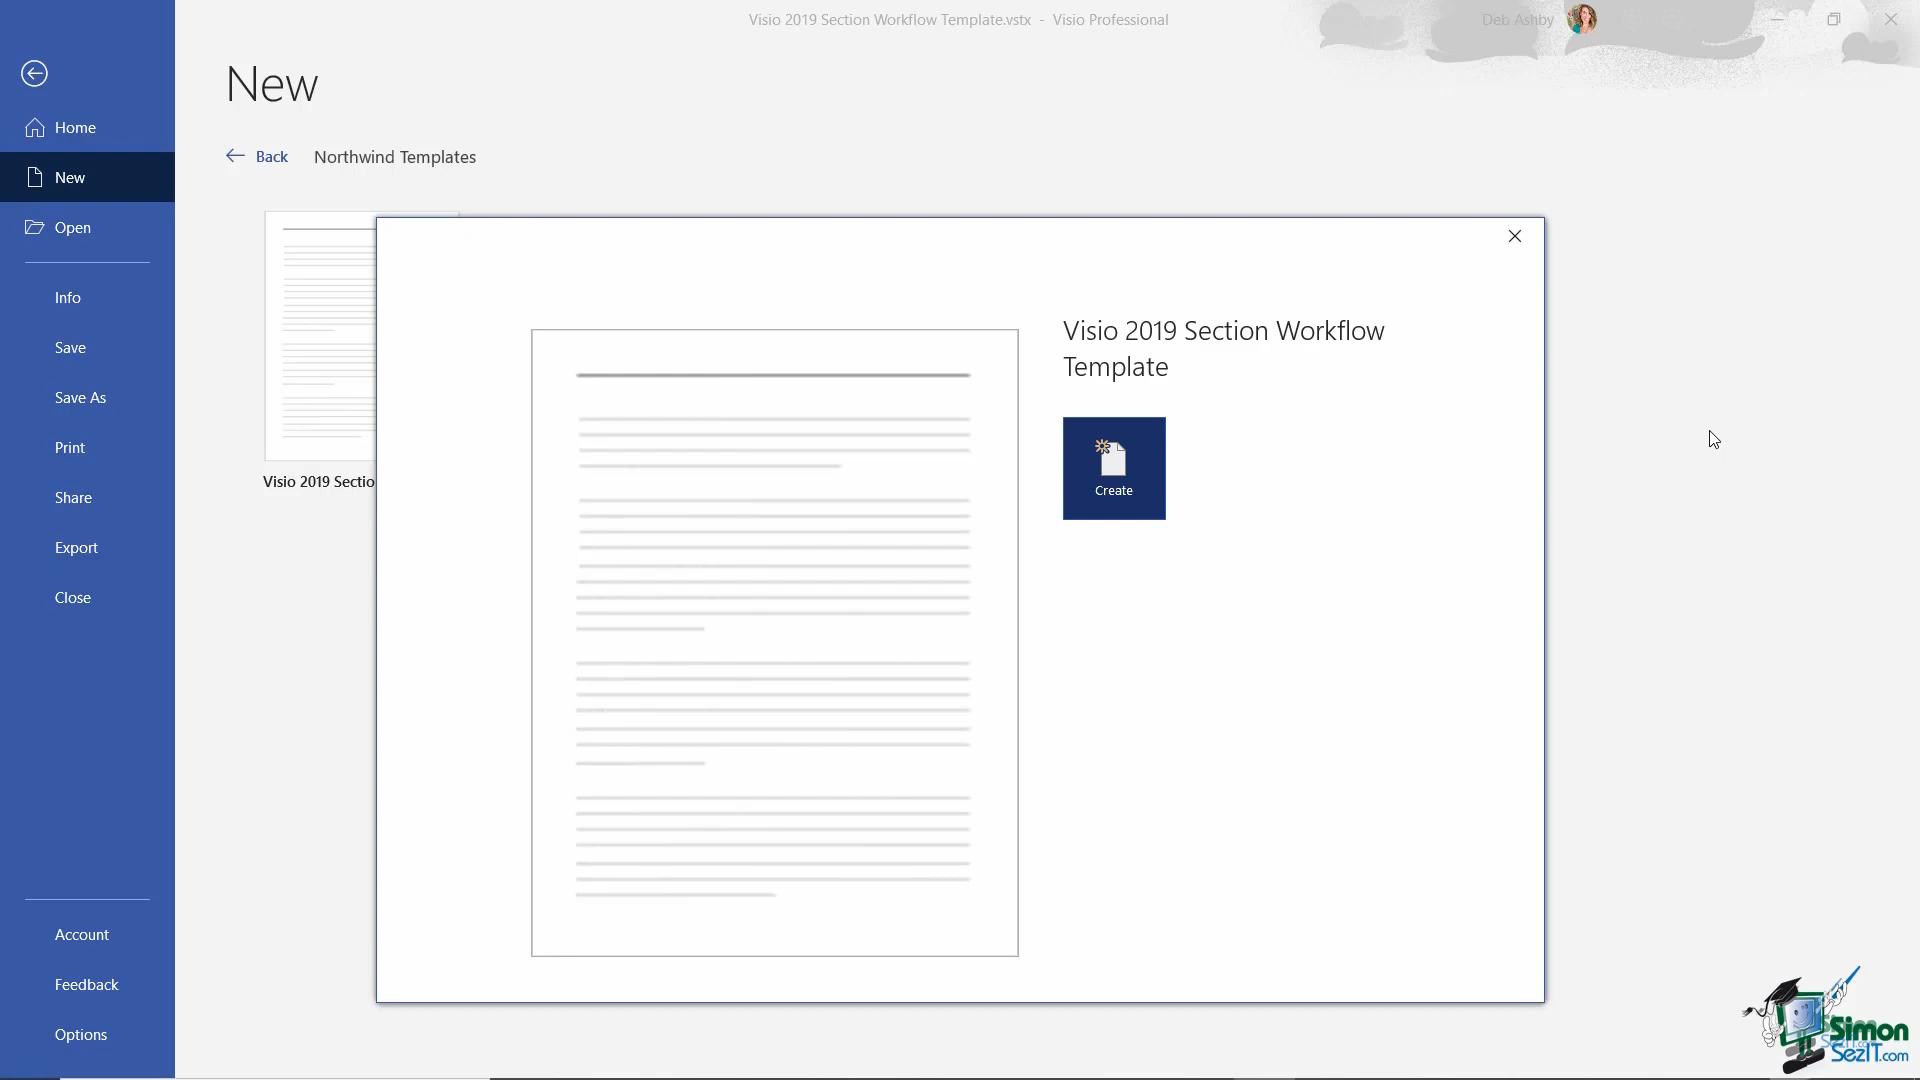 Visio 2019 Section Workflow Template.vstx - Visio Professional
Deb Ashby
New
Back
Northwind Templates
Home
New
Open
Info
Save
Save As
Print
Share
Export
Close
Account
Feedback
Options
Visio 2019 Sectio
Visio 2019 Section Workflow
Template
Create
Simon
SezIT.com